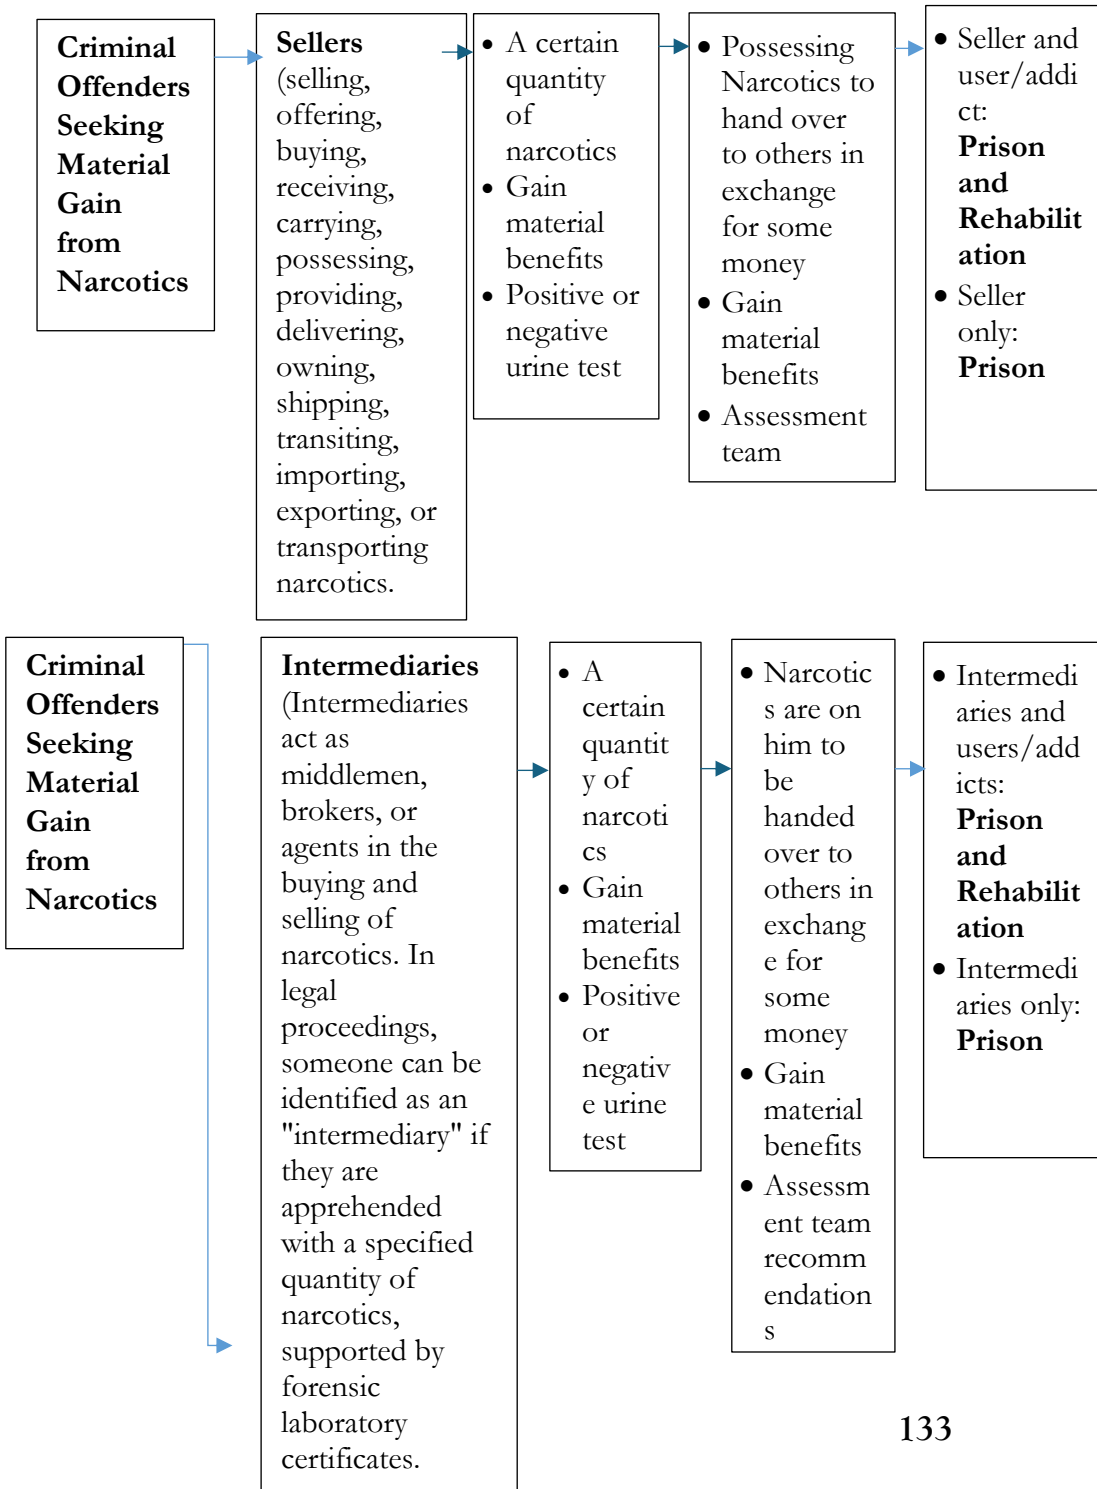 Criminal
Offenders
Seeking
Material
Gain
from
Narcotics
Sellers
(selling,
offering,
buying,
receiving,
carrying,
possessing,
providing,
delivering,
owning,
shipping,
transiting,
importing,
exporting, or
transporting
narcotics.
• A certain
quantity
of
narcotics
• Gain
material
benefits
• Positive or
negative
urine test
• Possessing
Narcotics to
hand over
to others in
exchange
for some
money
• Gain
material
benefits
• Assessment
team
• Seller and
user/addi
ct:
Prison
and
Rehabilit
ation
• Seller
only:
Prison
Criminal
Offenders
Seeking
Material
Gain
from
Narcotics
Intermediaries
(Intermediaries
act as
middlemen,
brokers, or
agents in the
buying and
selling of
narcotics. In
legal
proceedings,
someone can be
identified as an
"intermediary" if
they are
apprehended
with a specified
quantity of
narcotics,
supported by
forensic
laboratory
certificates.
• A
certain
quantit
y of
narcoti
cs
• Gain
material
benefits
• Positive
or
negativ
e urine
test
• Narcotic
s are on
him to
be
handed
over to
others in
exchang
e for
some
money
• Gain
material
benefits
• Assessm
ent team
recomm
endation
s
• Intermedi
aries and
users/add
icts:
Prison
and
Rehabilit
ation
• Intermedi
aries only:
Prison
133